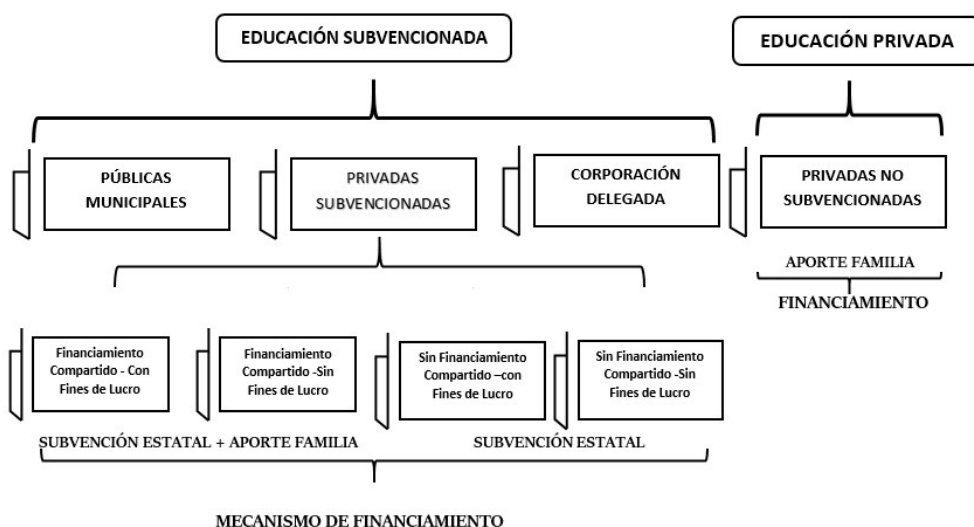 EDUCACIÓN SUBVENCIONADA
EDUCACIÓN PRIVADA
PÚBLICAS
MUNICIPALES
PRIVADAS
SUBVENCIONADAS
CORPORACIÓN
DELEGADA
PRIVADAS NO
SUBVENCIONADAS
APORTE FAMILIA
FINANCIAMIENTO
Financiamiento
Compartido - Con
Fines de Lucro
Financiamiento
Compartido -Sin
Fines de Lucro
Sin Financiamiento
Compartido –con
Fines de Lucro
Sin Financiamiento
Compartido -Sin
Fines de Lucro
SUBVENCIÓN ESTATAL + APORTE FAMILIA
SUBVENCIÓN ESTATAL
MECANISMO DE FINANCIAMIENTO